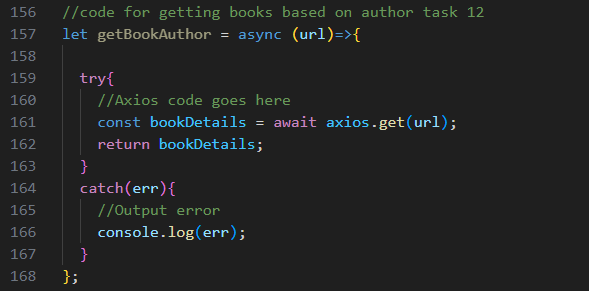 156 //code for getting books based on author task 12
157 let getBookAuthor = async (url)=>{
158
159 try{
160 //Axios code goes here
161 const bookDetails = await axios.get(url);
162 return bookDetails;
163 }
164 catch(err){
165 //Output error
166 console.log(err);
167 }
168 };